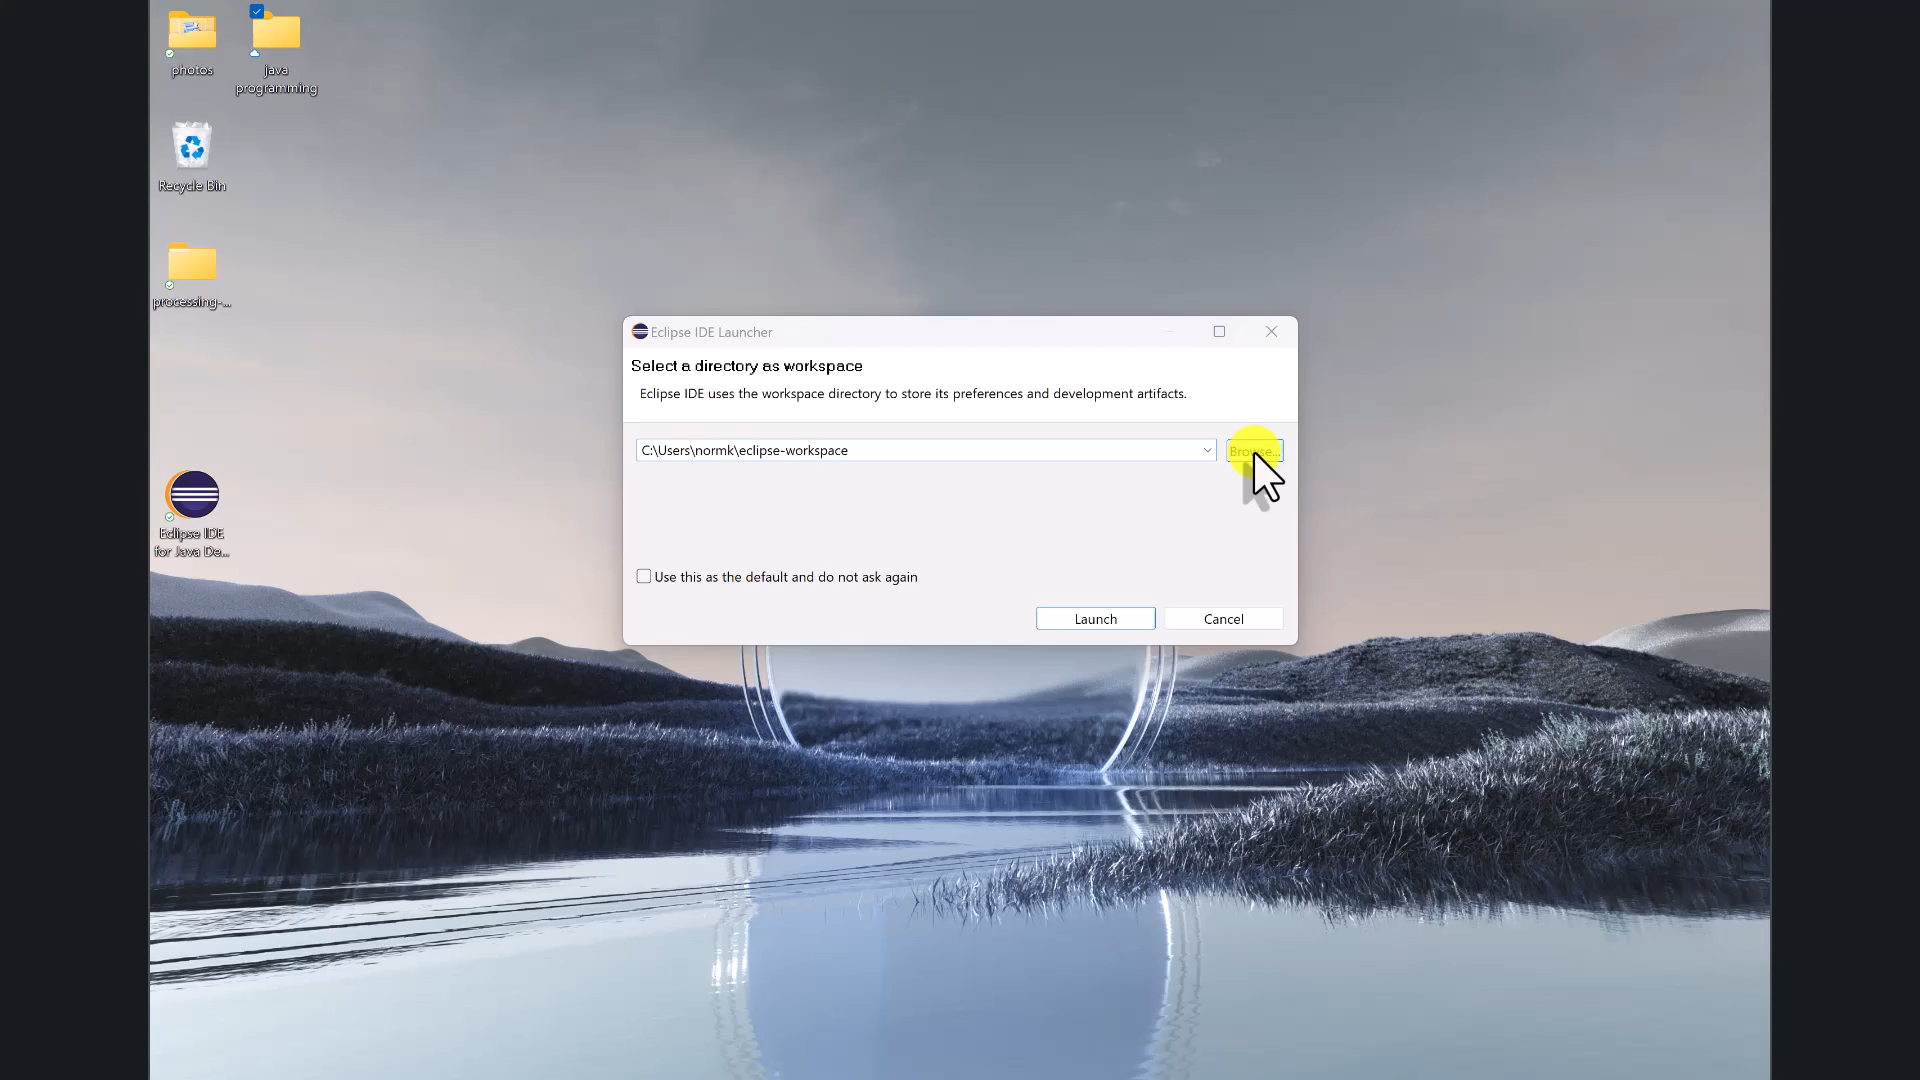 photos
java
programming
Recycle Bin
processing-...
Eclipse IDE
for Java De...
Eclipse IDE Launcher
Select a directory as workspace
Eclipse IDE uses the workspace directory to store its preferences and development artifacts.
C:\Users\normk\eclipse-workspace
Browse...
Use this as the default and do not ask again
Launch
Cancel